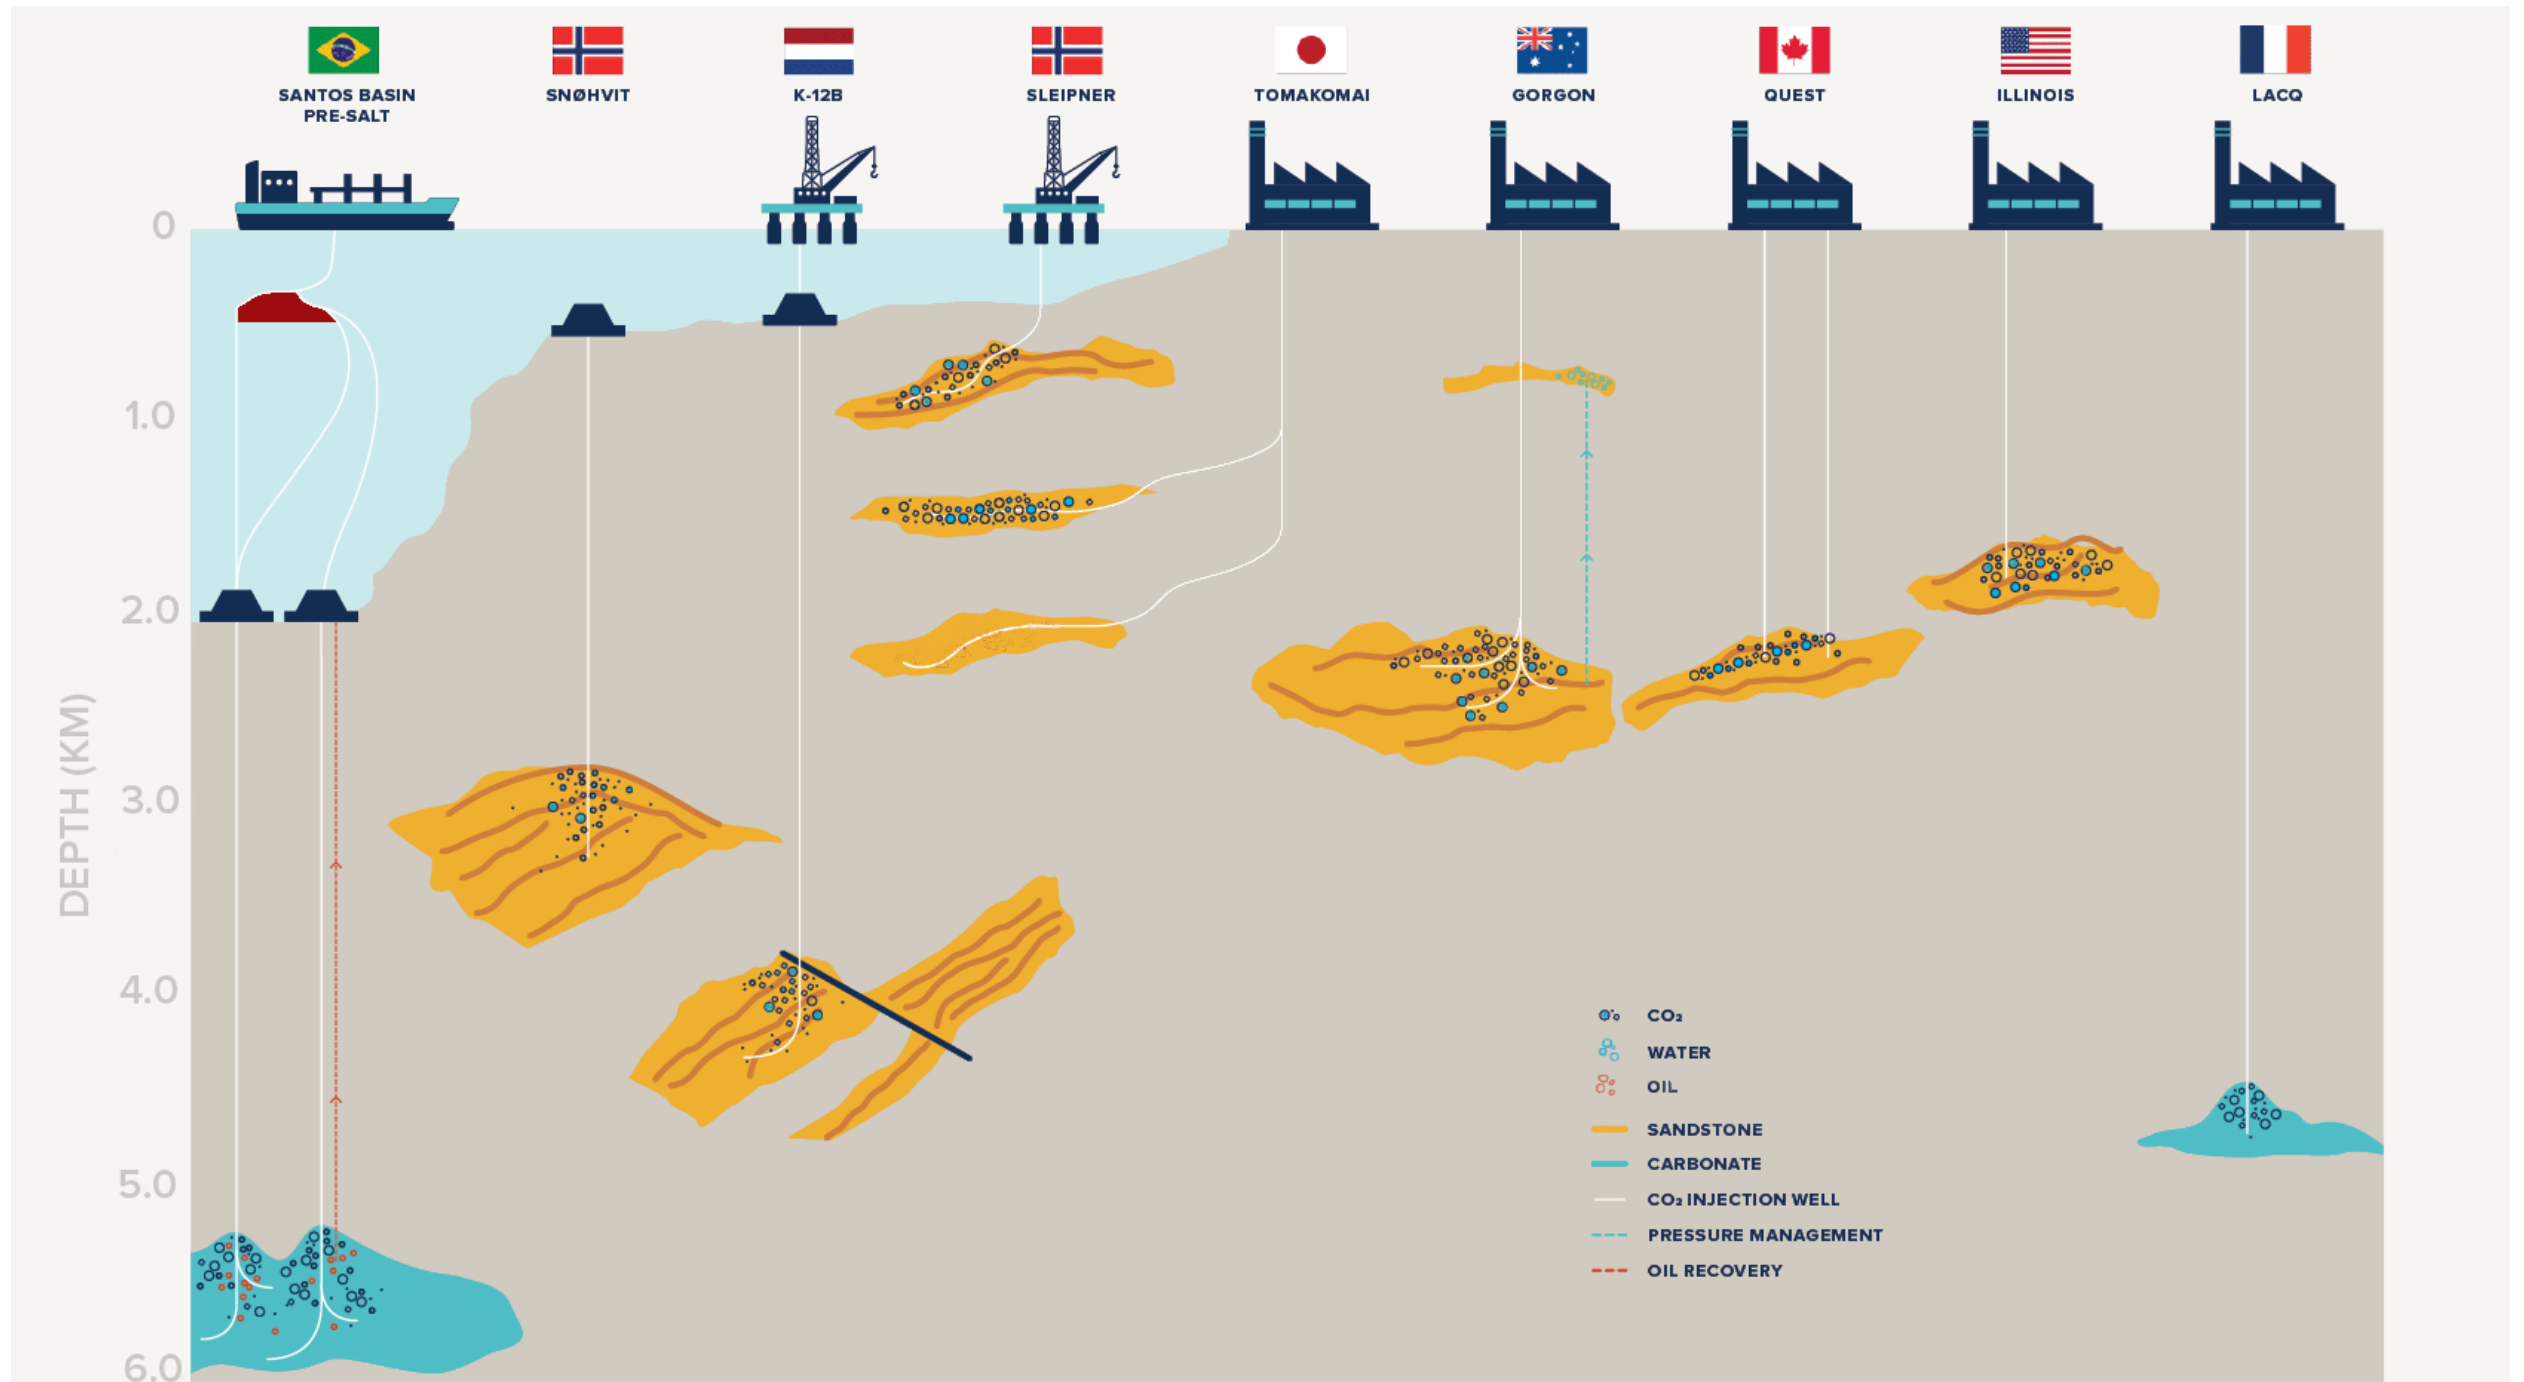 SANTOS BASIN
PRE-SALT
SNØHVIT
K-12B
SLEIPNER
TOMAKOMAI
GORGON
QUEST
ILLINOIS
LACQ
0
1.0
2.0
3.0
4.0
5.0
6.0
DEPTH (KM)
CO₂
WATER
OIL
SANDSTONE
CARBONATE
CO₂ INJECTION WELL
PRESSURE MANAGEMENT
OIL RECOVERY